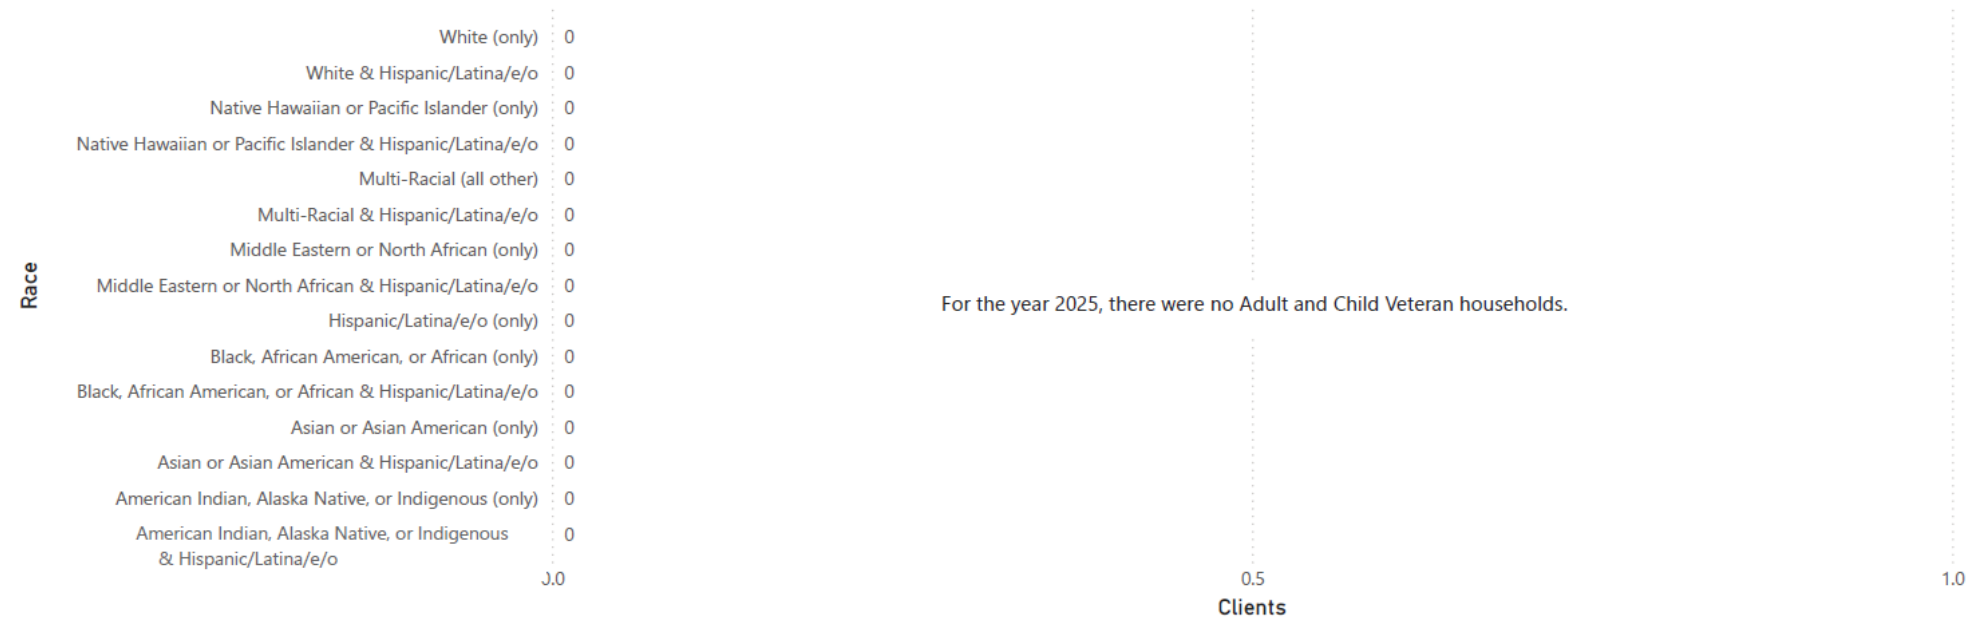 White (only) 0
White & Hispanic/Latina/e/o 0
Native Hawaiian or Pacific Islander (only) 0
Native Hawaiian or Pacific Islander & Hispanic/Latina/e/o 0
Multi-Racial (all other) 0
Multi-Racial & Hispanic/Latina/e/o 0
Middle Eastern or North African (only) 0
Race
Middle Eastern or North African & Hispanic/Latina/e/o 0
For the year 2025, there were no Adult and Child Veteran households.
Hispanic/Latina/e/o (only) 0
Black, African American, or African (only) 0
Black, African American, or African & Hispanic/Latina/e/o 0
Asian or Asian American (only) 0
Asian or Asian American & Hispanic/Latina/e/o 0
American Indian, Alaska Native, or Indigenous (only) 0
American Indian, Alaska Native, or Indigenous 0
& Hispanic/Latina/e/o
0.0 0.5 1.0
Clients